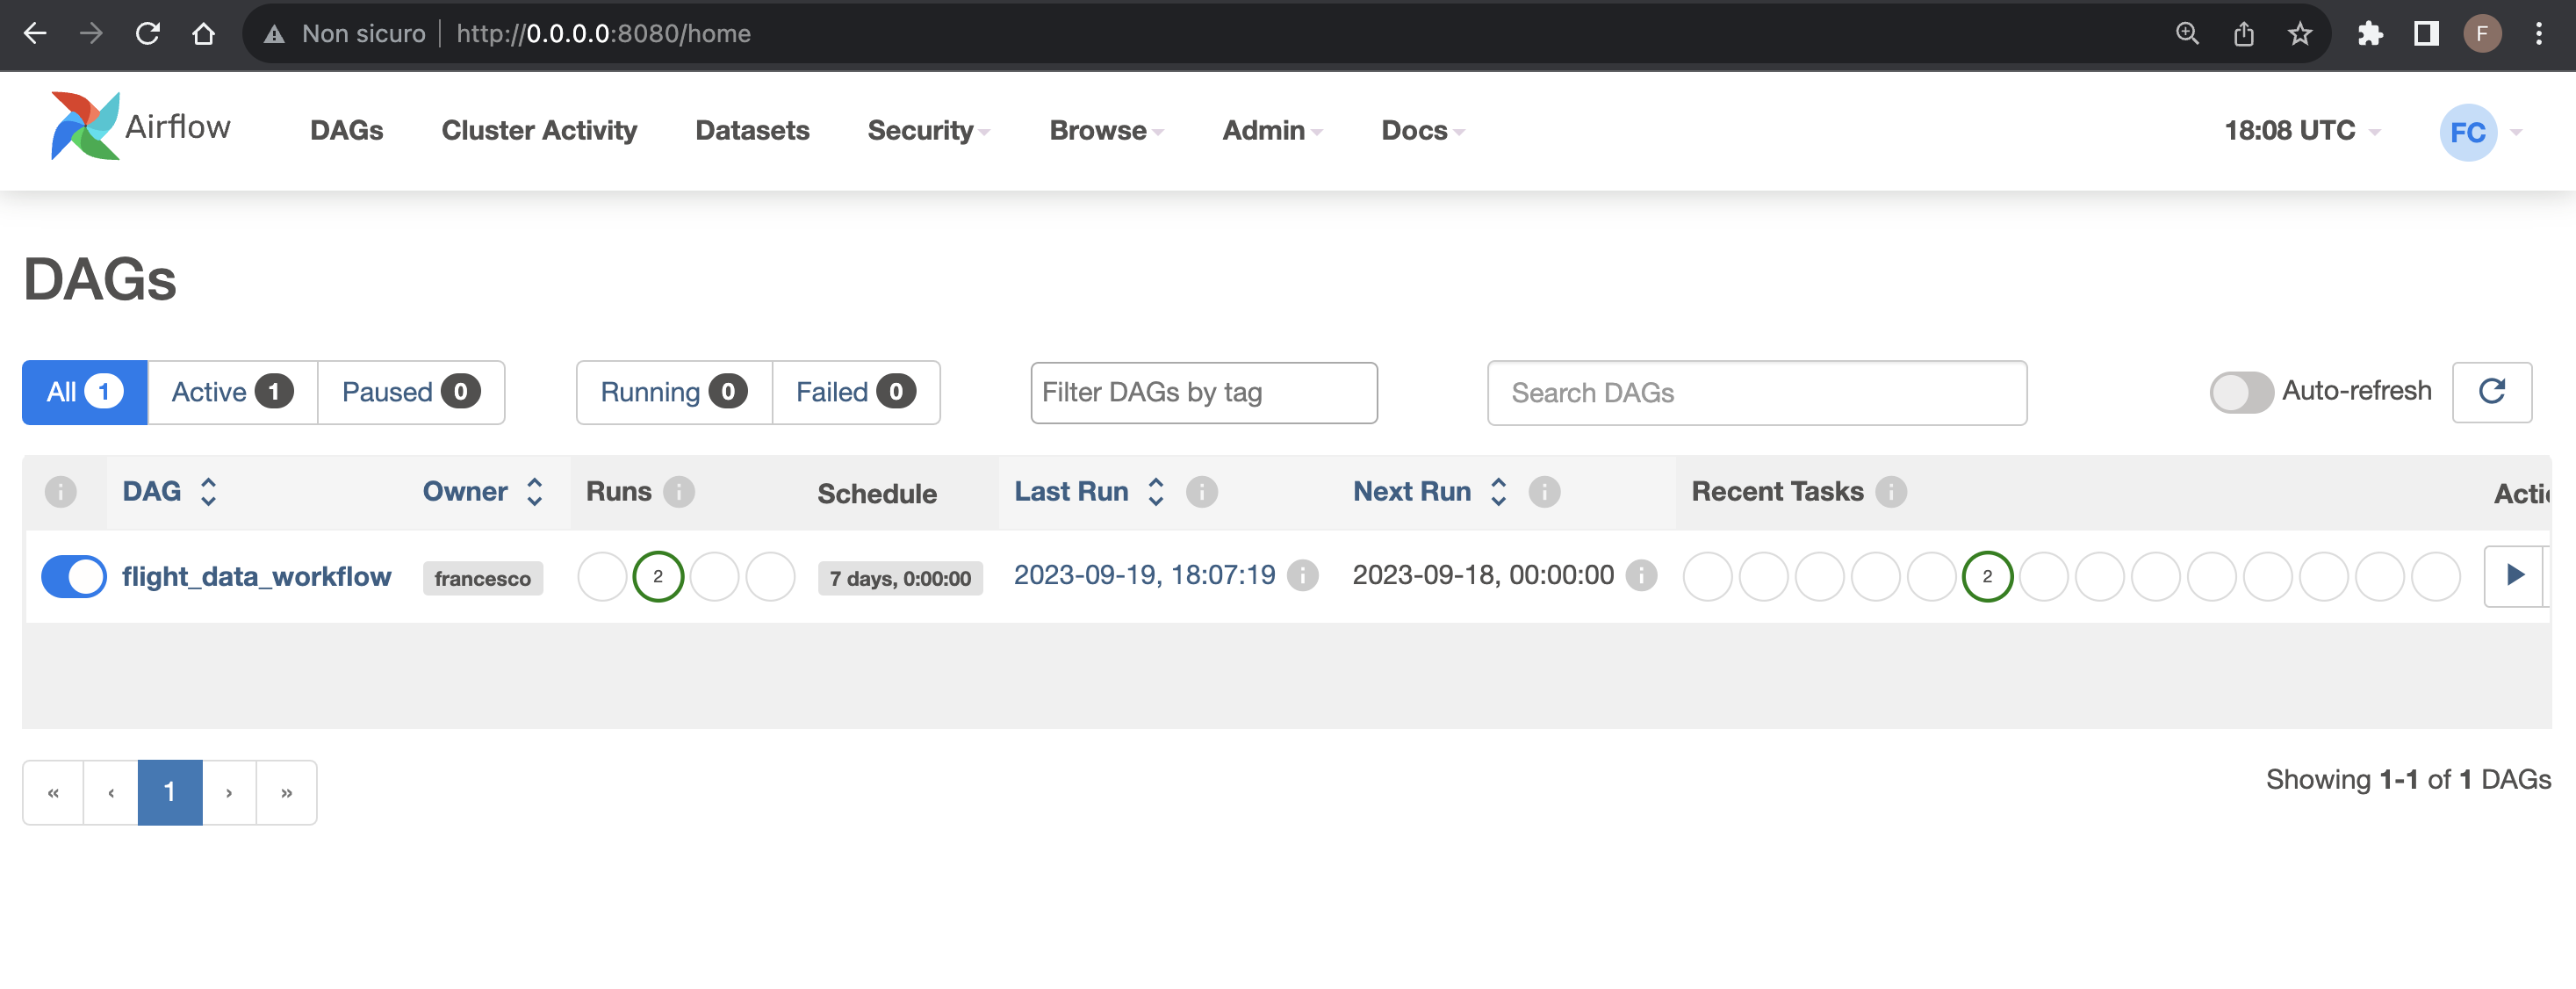 Non sicuro http://0.0.0.0:8080/home F
Airflow DAGs Cluster Activity Datasets Security Browse Admin Docs 18:08 UTC FC
DAGs
All 1 Active 1 Paused 0 Running 0 Failed 0 Filter DAGs by tag Search DAGs Auto-refresh
i DAG Owner Runs i Schedule Last Run i Next Run i Recent Tasks i Acti
flight_data_workflow francesco 2 7 days, 0:00:00 2023-09-19, 18:07:19 i 2023-09-18, 00:00:00 i 2
« ‹ 1 › » Showing 1-1 of 1 DAGs